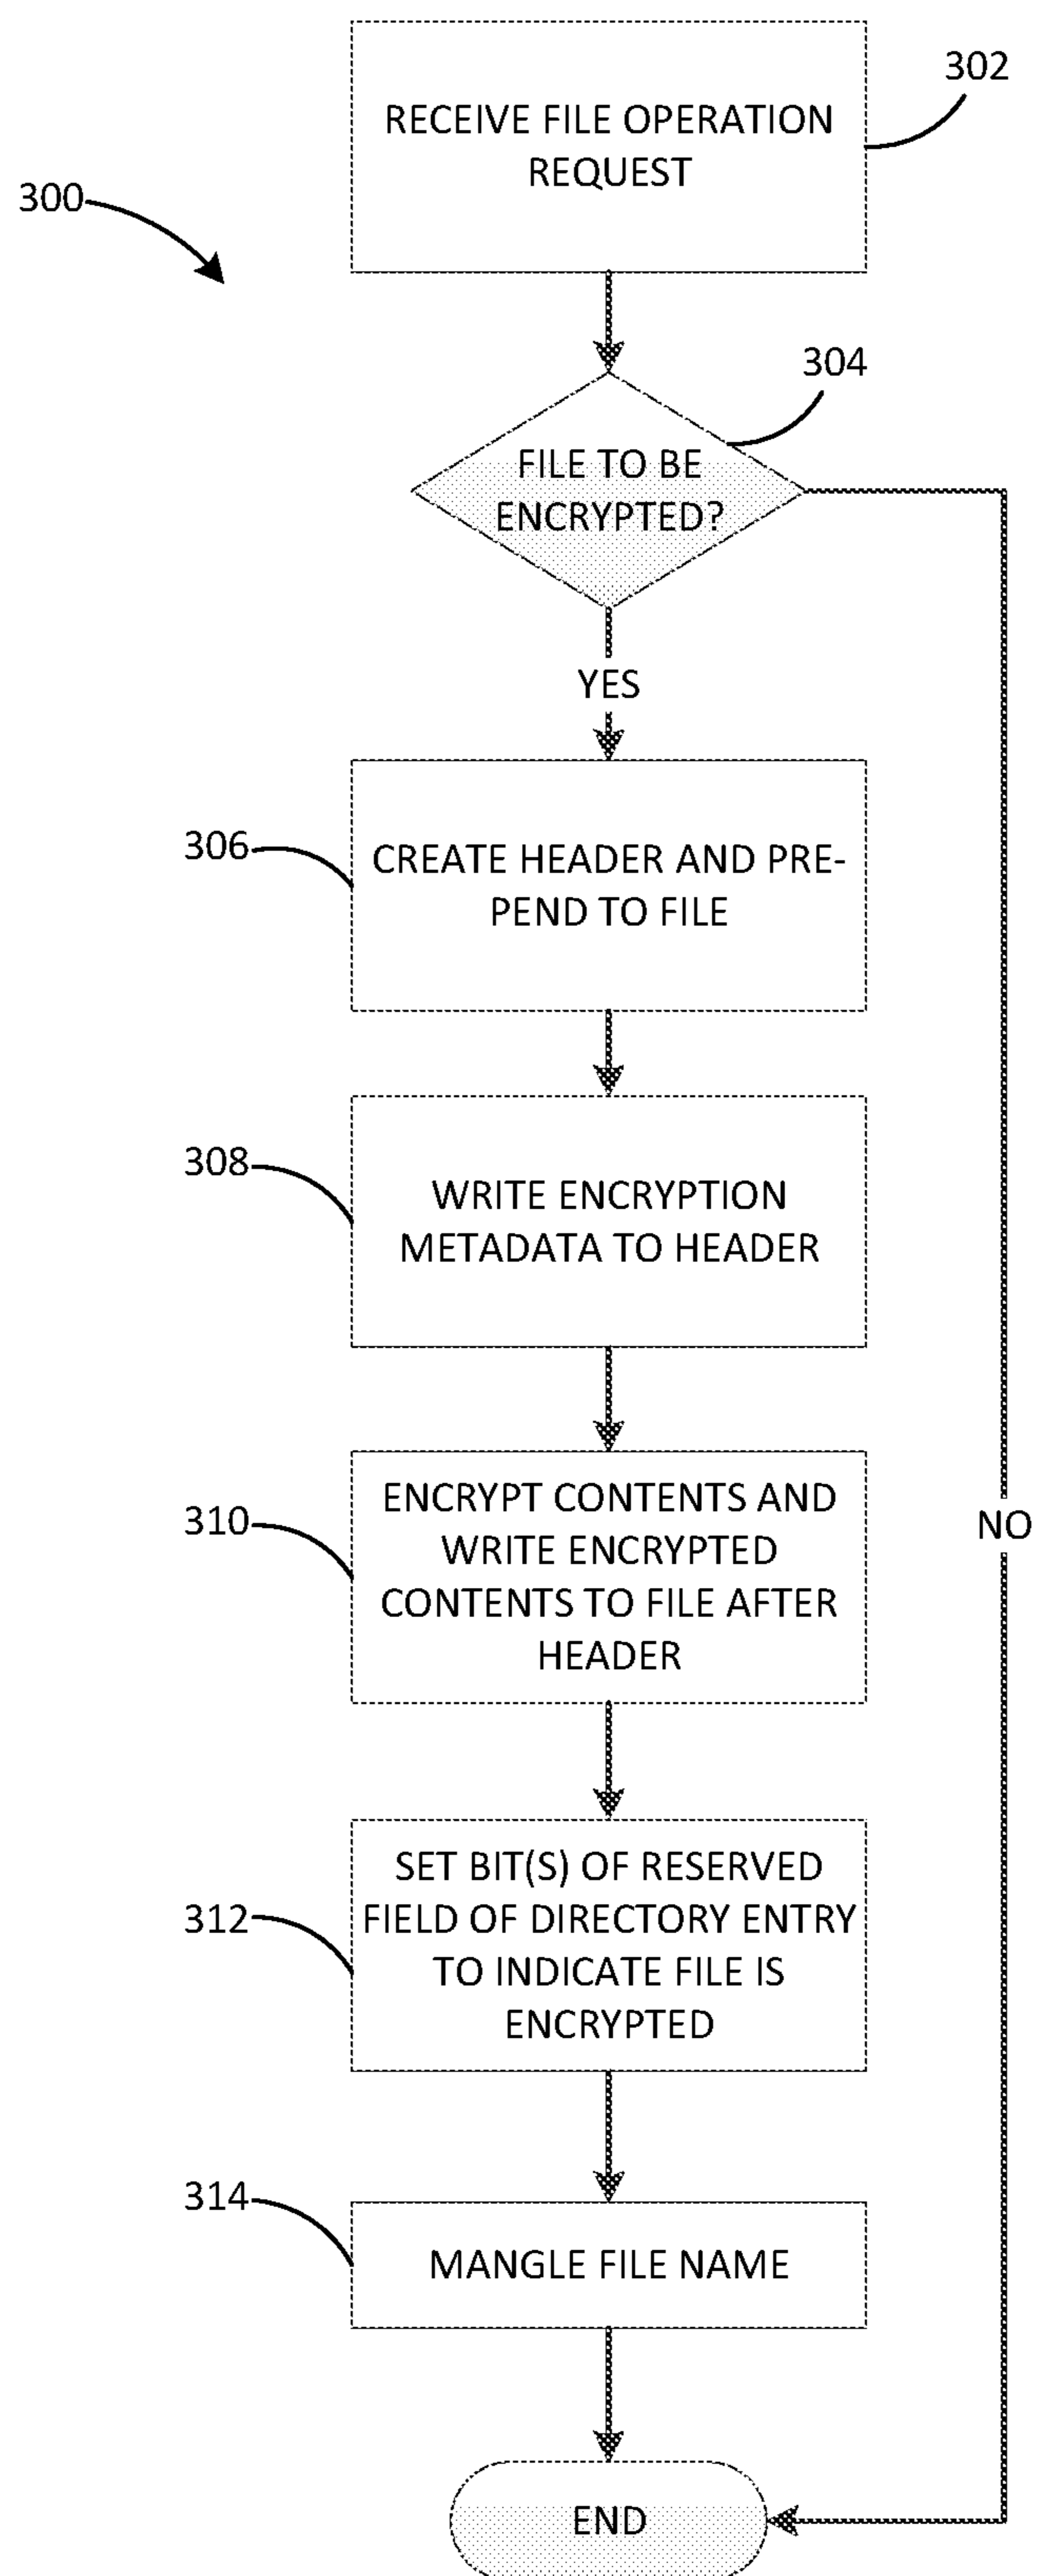 302
RECEIVE FILE OPERATION
REQUEST
300
304
FILE TO BE
ENCRYPTED?
YES
306
CREATE HEADER AND PRE-
PEND TO FILE
308
WRITE ENCRYPTION
METADATA TO HEADER
310
ENCRYPT CONTENTS AND
WRITE ENCRYPTED
CONTENTS TO FILE AFTER
HEADER
NO
312
SET BIT(S) OF RESERVED
FIELD OF DIRECTORY ENTRY
TO INDICATE FILE IS
ENCRYPTED
314
MANGLE FILE NAME
END